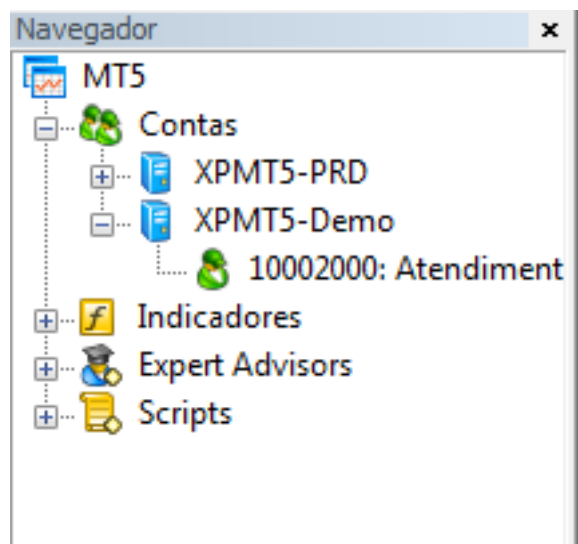 Navegador
MT5
Contas
XPMT5-PRD
XPMT5-Demo
10002000: Atendiment
Indicadores
Expert Advisors
Scripts